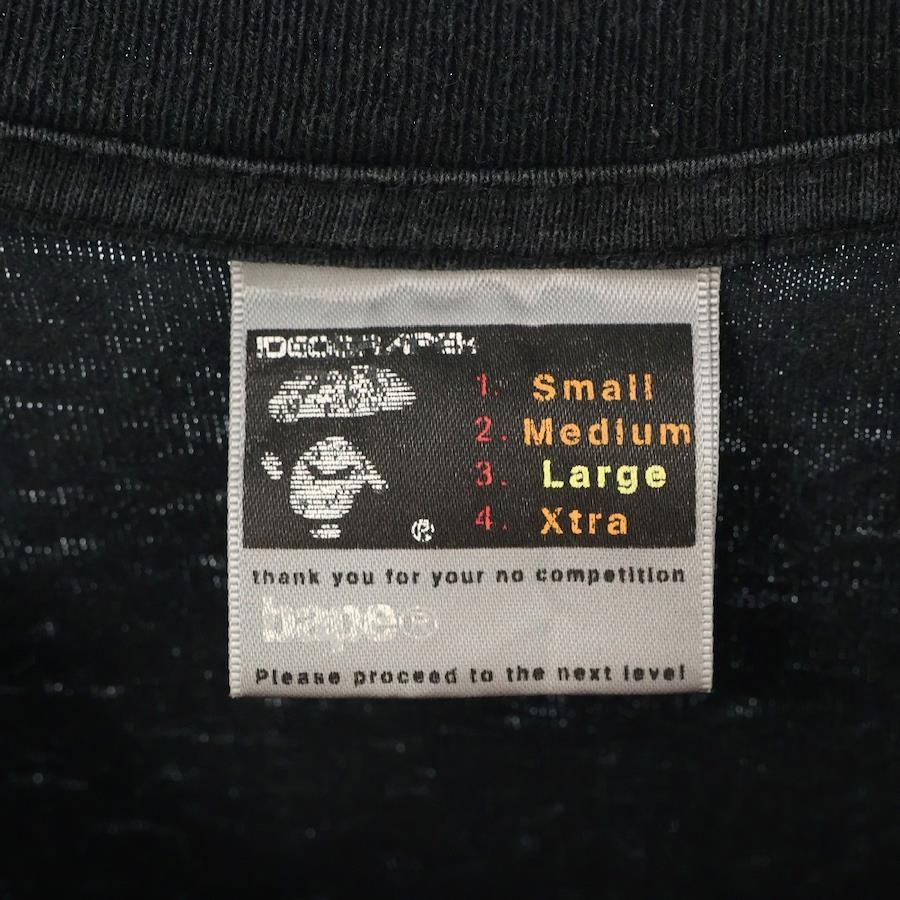 1. Small
2. Medium
3. Large
4. Xtra
®
thank you for your no competition
bape®
Please proceed to the next level